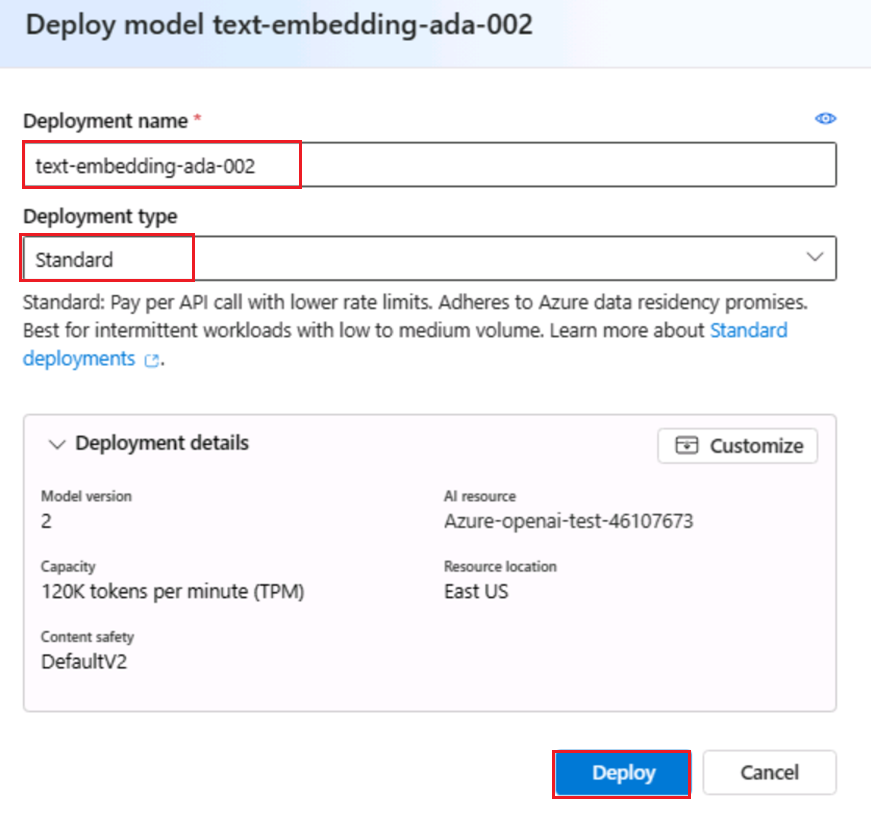 Deploy model text-embedding-ada-002
Deployment name *
text-embedding-ada-002
Deployment type
Standard
Standard: Pay per API call with lower rate limits. Adheres to Azure data residency promises.
Best for intermittent workloads with low to medium volume. Learn more about Standard
deployments.
Deployment details
Customize
Model version
2
AI resource
Azure-openai-test-46107673
Capacity
120K tokens per minute (TPM)
Resource location
East US
Content safety
DefaultV2
Deploy
Cancel